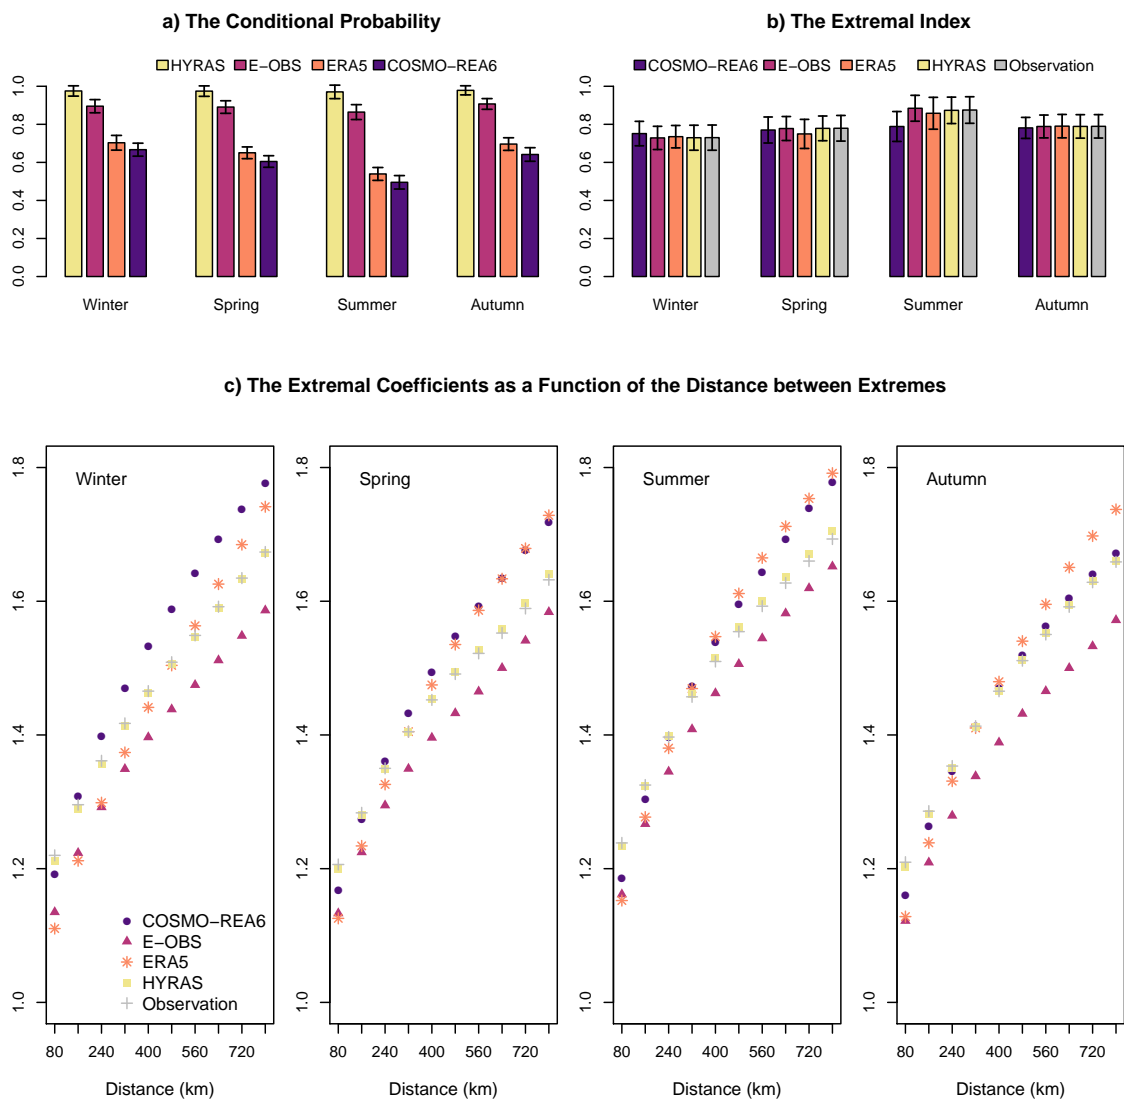 a) The Conditional Probability
HYRAS E−OBS ERA5 COSMO−REA6
1.0
0.8
0.6
0.4
0.2
0.0
Winter Spring Summer Autumn
b) The Extremal Index
COSMO−REA6 E−OBS ERA5 HYRAS Observation
1.0
0.8
0.6
0.4
0.2
0.0
Winter Spring Summer Autumn
c) The Extremal Coefficients as a Function of the Distance between Extremes
Winter
1.8
1.6
1.4
1.2
1.0
COSMO−REA6
E−OBS
ERA5
HYRAS
Observation
80 240 400 560 720
Distance (km)
Spring
1.8
1.6
1.4
1.2
1.0
80 240 400 560 720
Distance (km)
Summer
1.8
1.6
1.4
1.2
1.0
80 240 400 560 720
Distance (km)
Autumn
1.8
1.6
1.4
1.2
1.0
80 240 400 560 720
Distance (km)